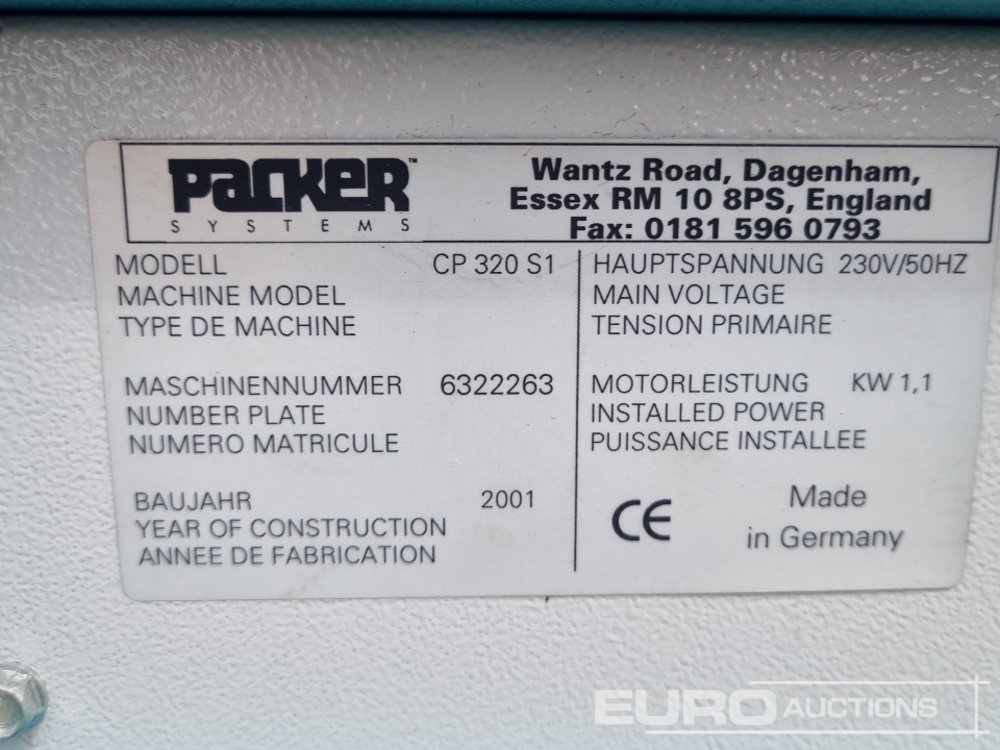 PACKER™
SYSTEMS
Wantz Road, Dagenham,
Essex RM 10 8PS, England
Fax: 0181 596 0793
MODELL CP 320 S1
MACHINE MODEL
TYPE DE MACHINE
MASCHINENNUMMER 6322263
NUMBER PLATE
NUMERO MATRICULE
BAUJAHR 2001
YEAR OF CONSTRUCTION
ANNEE DE FABRICATION
HAUPTSPANNUNG 230V/50HZ
MAIN VOLTAGE
TENSION PRIMAIRE
MOTORLEISTUNG KW 1,1
INSTALLED POWER
PUISSANCE INSTALLEE
CE
Made
in Germany
EURO AUCTIONS